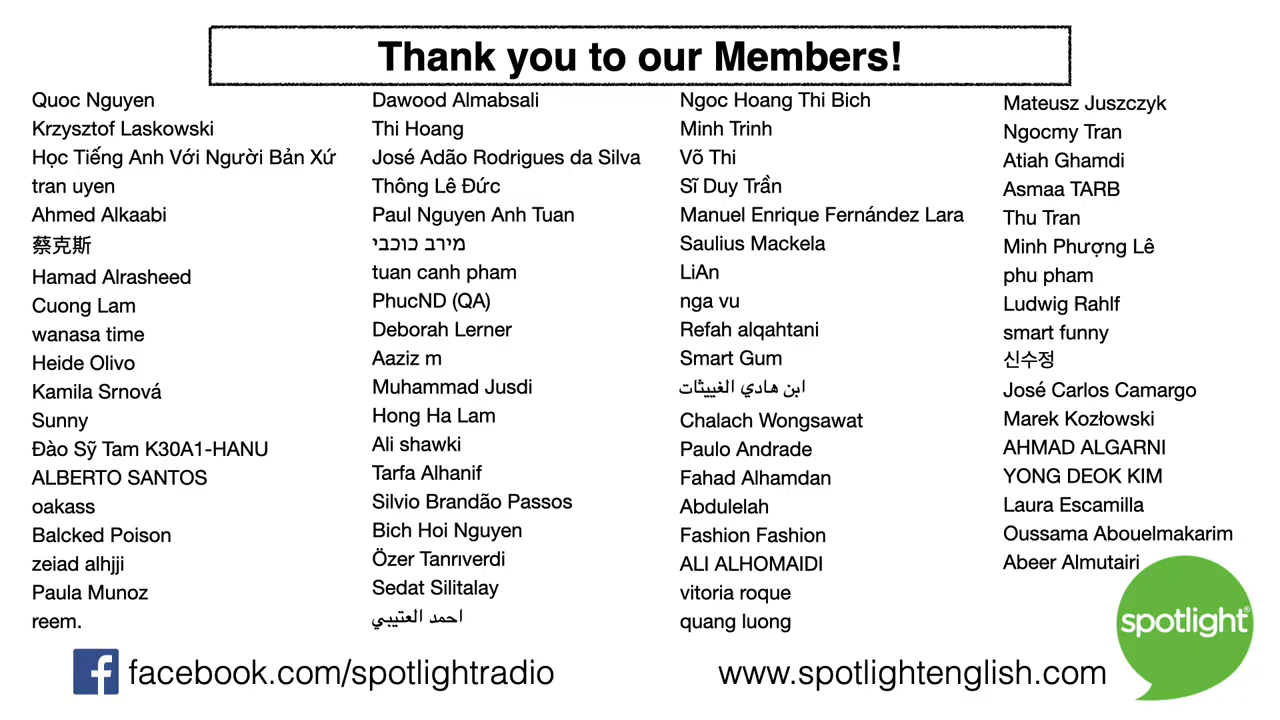 Thank you to our Members!
Quoc Nguyen
Krzysztof Laskowski
Học Tiếng Anh Với Người Bản Xứ
tran uyen
Ahmed Alkaabi
蔡克斯
Hamad Alrasheed
Cuong Lam
wanasa time
Heide Olivo
Kamila Srnová
Sunny
Đào Sỹ Tam K30A1-HANU
ALBERTO SANTOS
oakass
Balcked Poison
zeiad alhjji
Paula Munoz
reem.
Dawood Almabsali
Thi Hoang
José Adão Rodrigues da Silva
Thông Lê Đức
Paul Nguyen Anh Tuan
מירב כוכבי
tuan canh pham
PhucND (QA)
Deborah Lerner
Aaziz m
Muhammad Jusdi
Hong Ha Lam
Ali shawki
Tarfa Alhanif
Silvio Brandão Passos
Bich Hoi Nguyen
Özer Tanrıverdi
Sedat Silitalay
احمد العتيبي
Ngoc Hoang Thi Bich
Minh Trinh
Võ Thi
Sĩ Duy Trần
Manuel Enrique Fernández Lara
Saulius Mackela
LiAn
nga vu
Refah alqahtani
Smart Gum
ابن هادي الغييثات
Chalach Wongsawat
Paulo Andrade
Fahad Alhamdan
Abdulelah
Fashion Fashion
ALI ALHOMAIDI
vitoria roque
quang luong
Mateusz Juszczyk
Ngocmy Tran
Atiah Ghamdi
Asmaa TARB
Thu Tran
Minh Phượng Lê
phu pham
Ludwig Rahlf
smart funny
신수정
José Carlos Camargo
Marek Kozłowski
AHMAD ALGARNI
YONG DEOK KIM
Laura Escamilla
Oussama Abouelmakarim
Abeer Almutairi
spotlight®
facebook.com/spotlightradio
www.spotlightenglish.com